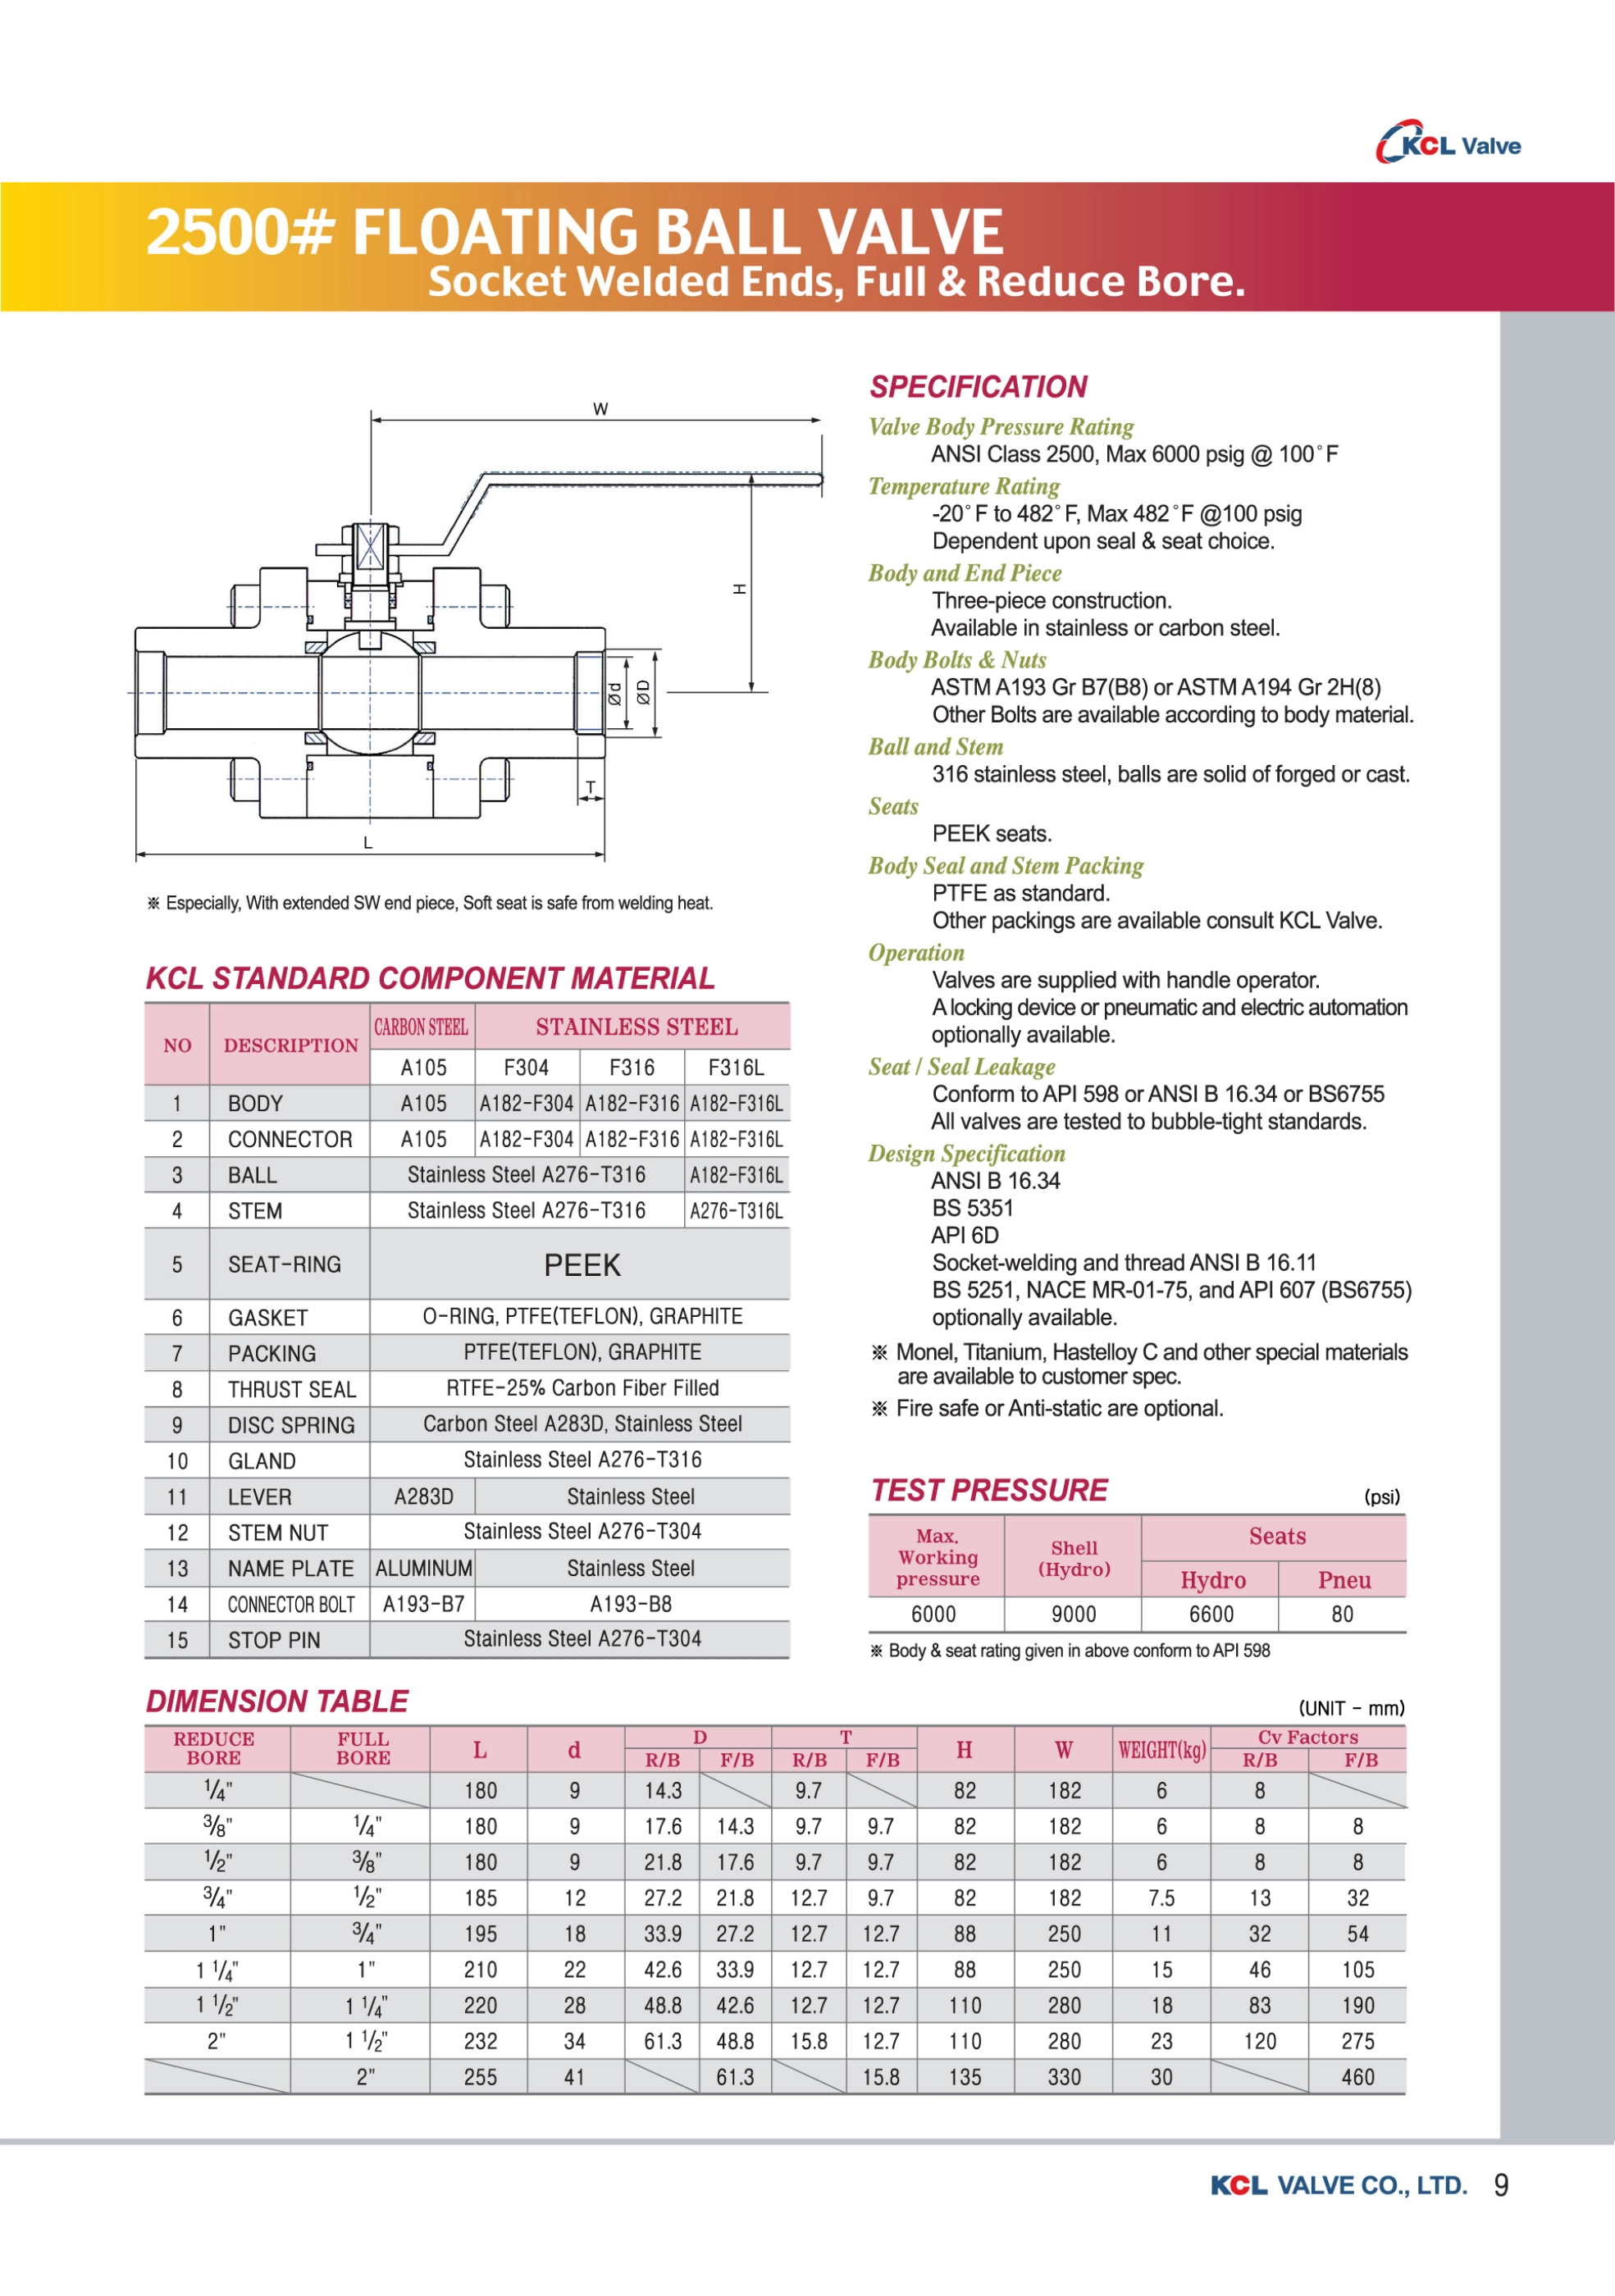 KCL Valve
2500# FLOATING BALL VALVE
Socket Welded Ends, Full & Reduce Bore.
W
H
Ød
ØD
T
L
※ Especially, With extended SW end piece, Soft seat is safe from welding heat.
KCL STANDARD COMPONENT MATERIAL
NO DESCRIPTION CARBON STEEL STAINLESS STEEL
A105 F304 F316 F316L
1 BODY A105 A182-F304 A182-F316 A182-F316L
2 CONNECTOR A105 A182-F304 A182-F316 A182-F316L
3 BALL Stainless Steel A276-T316 A182-F316L
4 STEM Stainless Steel A276-T316 A276-T316L
5 SEAT-RING PEEK
6 GASKET O-RING, PTFE(TEFLON), GRAPHITE
7 PACKING PTFE(TEFLON), GRAPHITE
8 THRUST SEAL RTFE-25% Carbon Fiber Filled
9 DISC SPRING Carbon Steel A283D, Stainless Steel
10 GLAND Stainless Steel A276-T316
11 LEVER A283D Stainless Steel
12 STEM NUT Stainless Steel A276-T304
13 NAME PLATE ALUMINUM Stainless Steel
14 CONNECTOR BOLT A193-B7 A193-B8
15 STOP PIN Stainless Steel A276-T304
SPECIFICATION
Valve Body Pressure Rating
ANSI Class 2500, Max 6000 psig @ 100°F
Temperature Rating
-20°F to 482°F, Max 482°F @100 psig
Dependent upon seal & seat choice.
Body and End Piece
Three-piece construction.
Available in stainless or carbon steel.
Body Bolts & Nuts
ASTM A193 Gr B7(B8) or ASTM A194 Gr 2H(8)
Other Bolts are available according to body material.
Ball and Stem
316 stainless steel, balls are solid of forged or cast.
Seats
PEEK seats.
Body Seal and Stem Packing
PTFE as standard.
Other packings are available consult KCL Valve.
Operation
Valves are supplied with handle operator.
A locking device or pneumatic and electric automation
optionally available.
Seat / Seal Leakage
Conform to API 598 or ANSI B 16.34 or BS6755
All valves are tested to bubble-tight standards.
Design Specification
ANSI B 16.34
BS 5351
API 6D
Socket-welding and thread ANSI B 16.11
BS 5251, NACE MR-01-75, and API 607 (BS6755)
optionally available.
※ Monel, Titanium, Hastelloy C and other special materials
are available to customer spec.
※ Fire safe or Anti-static are optional.
TEST PRESSURE (psi)
Max. Working pressure Shell (Hydro) Seats
Hydro Pneu
6000 9000 6600 80
※ Body & seat rating given in above conform to API 598
DIMENSION TABLE (UNIT - mm)
REDUCE BORE FULL BORE L d D T H W WEIGHT(kg) Cv Factors
R/B F/B R/B F/B R/B F/B
1/4" 180 9 14.3 9.7 82 182 6 8
3/8" 1/4" 180 9 17.6 14.3 9.7 9.7 82 182 6 8 8
1/2" 3/8" 180 9 21.8 17.6 9.7 9.7 82 182 6 8 8
3/4" 1/2" 185 12 27.2 21.8 12.7 9.7 82 182 7.5 13 32
1" 3/4" 195 18 33.9 27.2 12.7 12.7 88 250 11 32 54
1 1/4" 1" 210 22 42.6 33.9 12.7 12.7 88 250 15 46 105
1 1/2" 1 1/4" 220 28 48.8 42.6 12.7 12.7 110 280 18 83 190
2" 1 1/2" 232 34 61.3 48.8 15.8 12.7 110 280 23 120 275
2" 255 41 61.3 15.8 135 330 30 460
KCL VALVE CO., LTD. 9